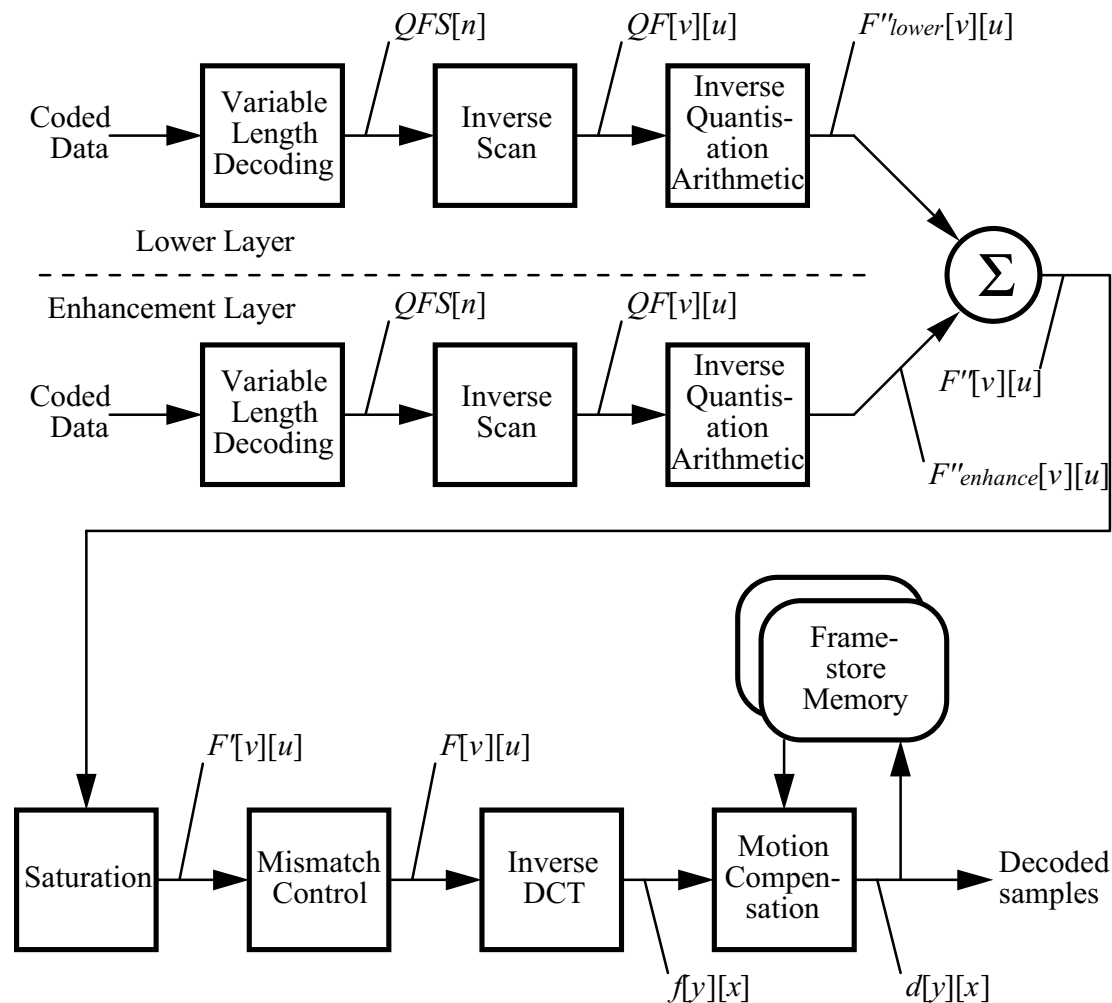 QFS[n]
QF[v][u]
F''lower[v][u]
Coded
Data
Variable
Length
Decoding
Inverse
Scan
Inverse
Quantis-
ation
Arithmetic
Lower Layer
Σ
Enhancement Layer
QFS[n]
QF[v][u]
F''[v][u]
Coded
Data
Variable
Length
Decoding
Inverse
Scan
Inverse
Quantis-
ation
Arithmetic
F''enhance[v][u]
Frame-
store
Memory
F'[v][u]
F[v][u]
Saturation
Mismatch
Control
Inverse
DCT
Motion
Compen-
sation
Decoded
samples
f[y][x]
d[y][x]